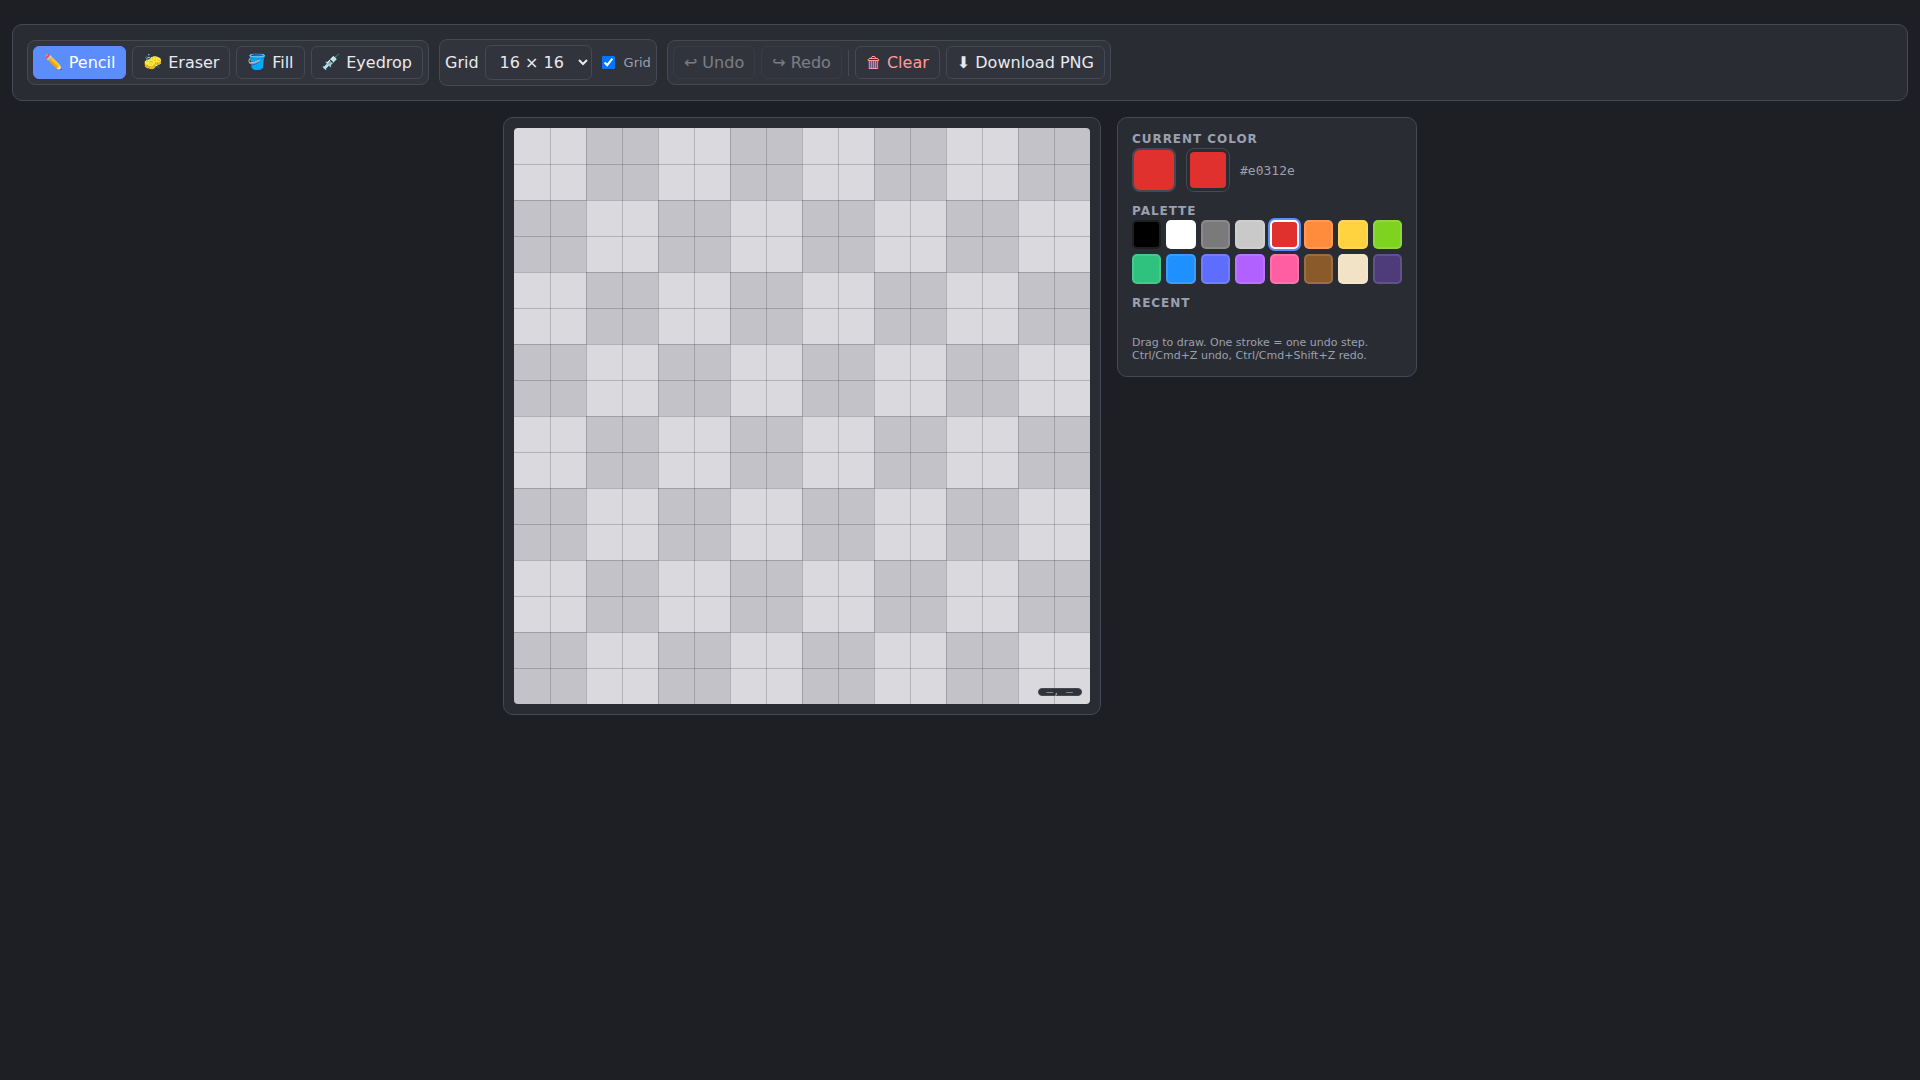 ✏️ Pencil 🧽 Eraser 🪣 Fill 💉 Eyedrop Grid 16 × 16 Grid ↩ Undo ↪ Redo 🗑 Clear ⬇ Download PNG
CURRENT COLOR
#e0312e
PALETTE
RECENT
Drag to draw. One stroke = one undo step.
Ctrl/Cmd+Z undo, Ctrl/Cmd+Shift+Z redo.
—, —